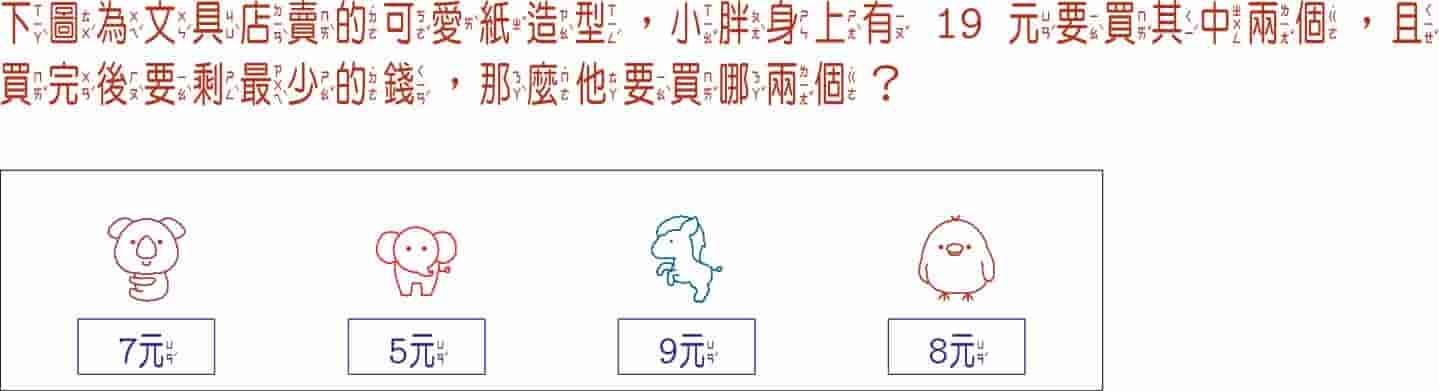 下圖為文具店賣的可愛紙造型，小胖身上有 19 元要買其中兩個，且
買完後要剩最少的錢，那麼他要買哪兩個？
7元 5元 9元 8元